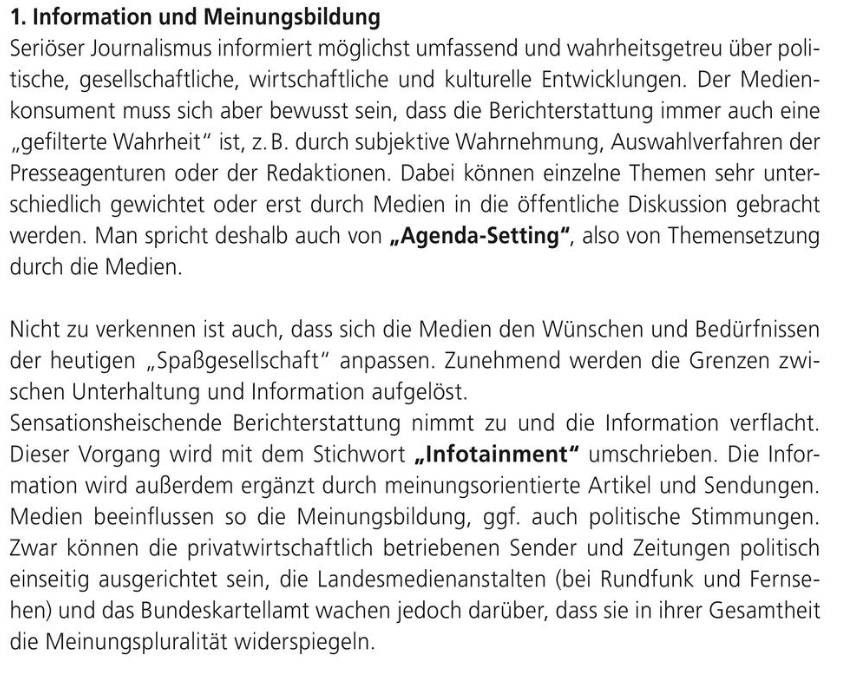 1. Information und Meinungsbildung
Seriöser Journalismus informiert möglichst umfassend und wahrheitsgetreu über poli-
tische, gesellschaftliche, wirtschaftliche und kulturelle Entwicklungen. Der Medien-
konsument muss sich aber bewusst sein, dass die Berichterstattung immer auch eine
„gefilterte Wahrheit“ ist, z. B. durch subjektive Wahrnehmung, Auswahlverfahren der
Presseagenturen oder der Redaktionen. Dabei können einzelne Themen sehr unter-
schiedlich gewichtet oder erst durch Medien in die öffentliche Diskussion gebracht
werden. Man spricht deshalb auch von „Agenda-Setting“, also von Themensetzung
durch die Medien.
Nicht zu verkennen ist auch, dass sich die Medien den Wünschen und Bedürfnissen
der heutigen „Spaßgesellschaft“ anpassen. Zunehmend werden die Grenzen zwi-
schen Unterhaltung und Information aufgelöst.
Sensationsheischende Berichterstattung nimmt zu und die Information verflacht.
Dieser Vorgang wird mit dem Stichwort „Infotainment“ umschrieben. Die Infor-
mation wird außerdem ergänzt durch meinungsorientierte Artikel und Sendungen.
Medien beeinflussen so die Meinungsbildung, ggf. auch politische Stimmungen.
Zwar können die privatwirtschaftlich betriebenen Sender und Zeitungen politisch
einseitig ausgerichtet sein, die Landesmedienanstalten (bei Rundfunk und Fernse-
hen) und das Bundeskartellamt wachen jedoch darüber, dass sie in ihrer Gesamtheit
die Meinungspluralität widerspiegeln.